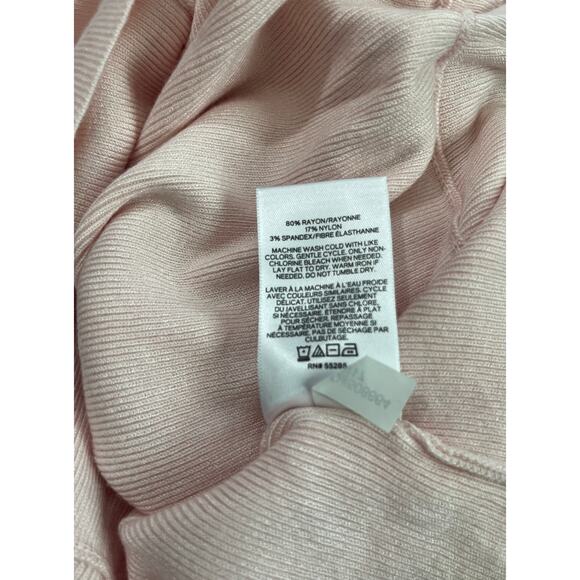 80% RAYON/RAYONNE
17% NYLON
3% SPANDEX/FIBRE ÉLASTHANNE
MACHINE WASH COLD WITH LIKE
COLORS. GENTLE CYCLE. ONLY NON-
CHLORINE BLEACH WHEN NEEDED.
LAY FLAT TO DRY. WARM IRON IF
NEEDED. DO NOT TUMBLE DRY.
LAVER À LA MACHINE À L'EAU FROIDE
AVEC COULEURS SIMILAIRES. CYCLE
DÉLICAT. UTILISEZ SEULEMENT
DU JAVELLISANT SANS CHLORE,
SI NÉCESSAIRE. ÉTENDRE À PLAT
POUR SÉCHER. REPASSAGE
À TEMPÉRATURE MOYENNE SI
NÉCESSAIRE. PAS DE SÉCHAGE PAR
CULBUTAGE.
RN# 55285